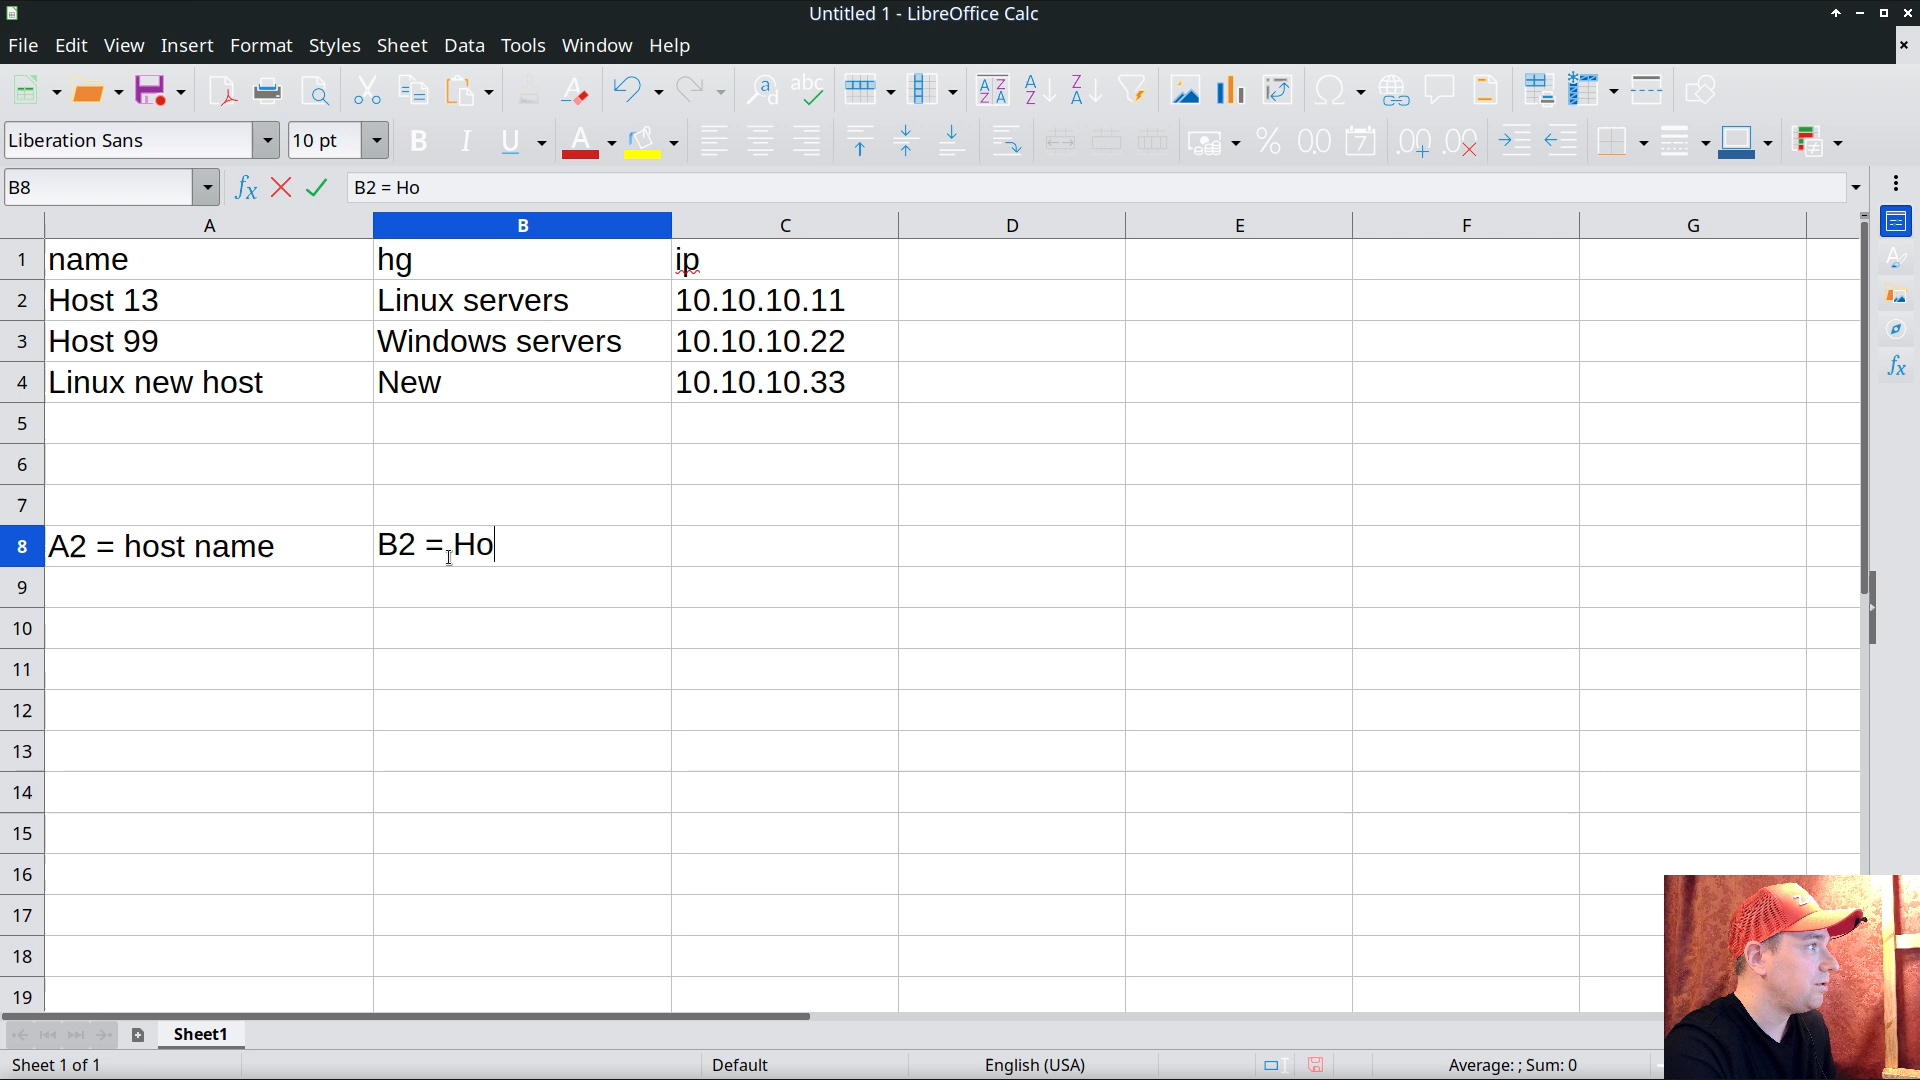 Untitled 1 - LibreOffice Calc
File Edit View Insert Format Styles Sheet Data Tools Window Help
Liberation Sans 10 pt
B8 fx B2 = Ho
A B C D E F G
1 name hg ip
2 Host 13 Linux servers 10.10.10.11
3 Host 99 Windows servers 10.10.10.22
4 Linux new host New 10.10.10.33
5
6
7
8 A2 = host name B2 = Ho
9
10
11
12
13
14
15
16
17
18
19
Sheet1
Sheet 1 of 1 Default English (USA) Average: ; Sum: 0